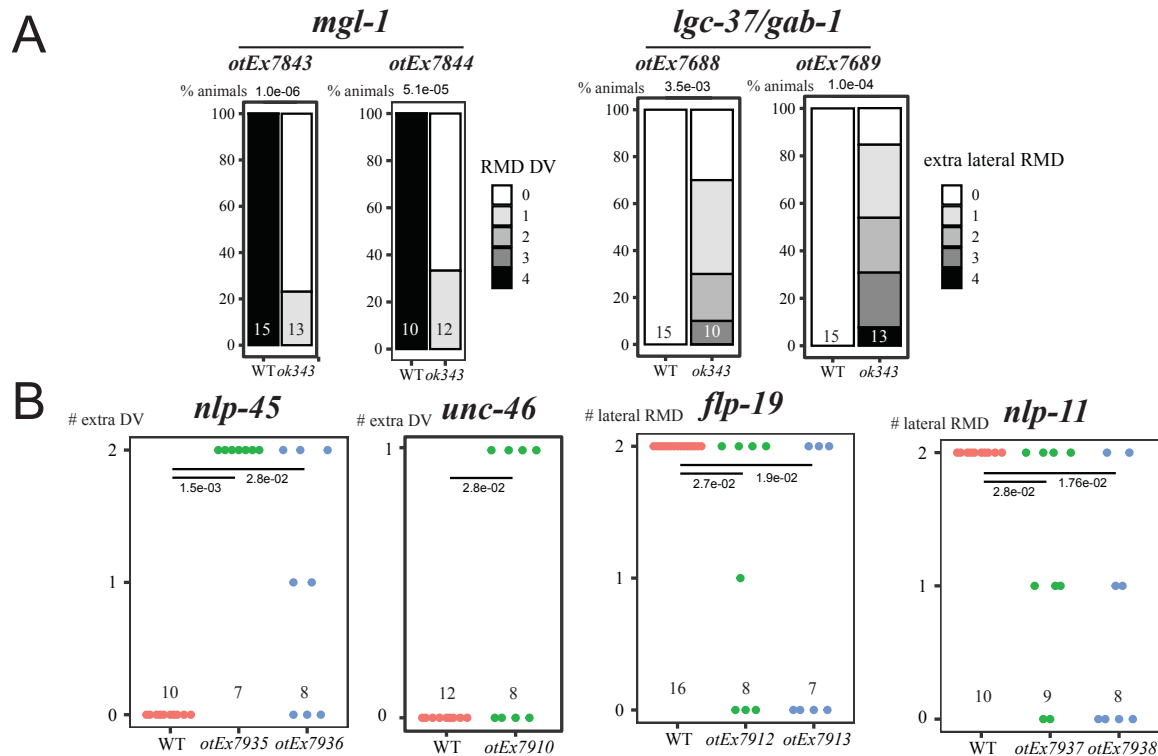 A
mgl-1
lgc-37/gab-1
otEx7843
otEx7844
otEx7688
otEx7689
% animals 1.0e-06
% animals 5.1e-05
% animals 3.5e-03
% animals 1.0e-04
100
80
60
40
20
0
15
13
WT ok343
100
80
60
40
20
0
10
12
WT ok343
RMD DV
0
1
2
3
4
100
80
60
40
20
0
15
10
WT ok343
100
80
60
40
20
0
15
13
WT ok343
extra lateral RMD
0
1
2
3
4
B
# extra DV
nlp-45
2
1
0
1.5e-03
2.8e-02
10
7
8
WT otEx7935 otEx7936
# extra DV
unc-46
1
0
2.8e-02
12
8
WT otEx7910
# lateral RMD
flp-19
2
1
0
2.7e-02
1.9e-02
16
8
7
WT otEx7912 otEx7913
# lateral RMD
nlp-11
2
1
0
2.8e-02
1.76e-02
10
9
8
WT otEx7937 otEx7938